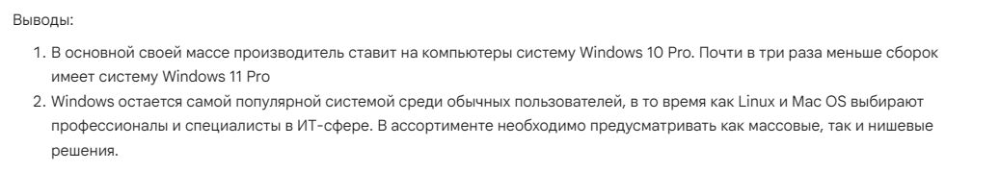 Выводы:
1. В основной своей массе производитель ставит на компьютеры систему Windows 10 Pro. Почти в три раза меньше сборок
имеет систему Windows 11 Pro
2. Windows остается самой популярной системой среди обычных пользователей, в то время как Linux и Mac OS выбирают
профессионалы и специалисты в ИТ-сфере. В ассортименте необходимо предусматривать как массовые, так и нишевые
решения.